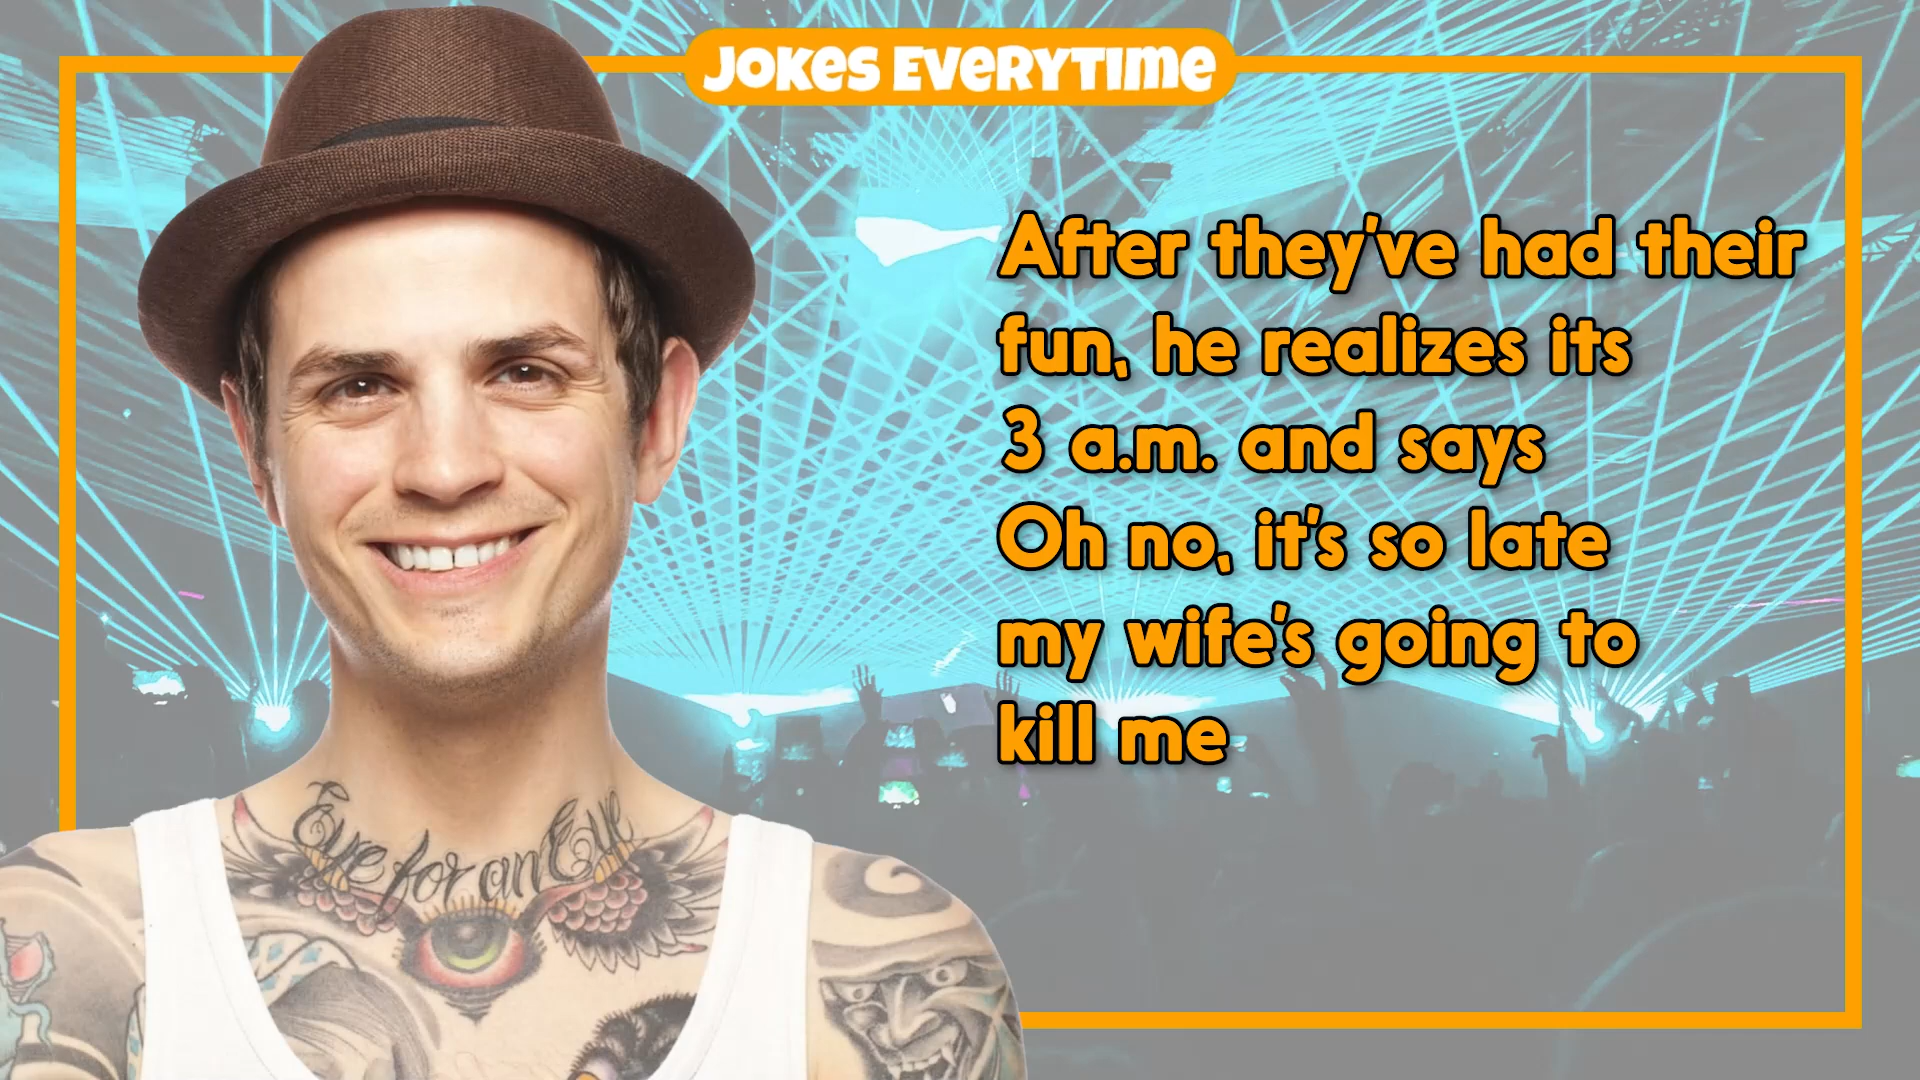 JOKES EVERYTIME
After they've had their
fun, he realizes its
3 a.m. and says
Oh no, it's so late
my wife's going to
kill me
Eye for an Eye